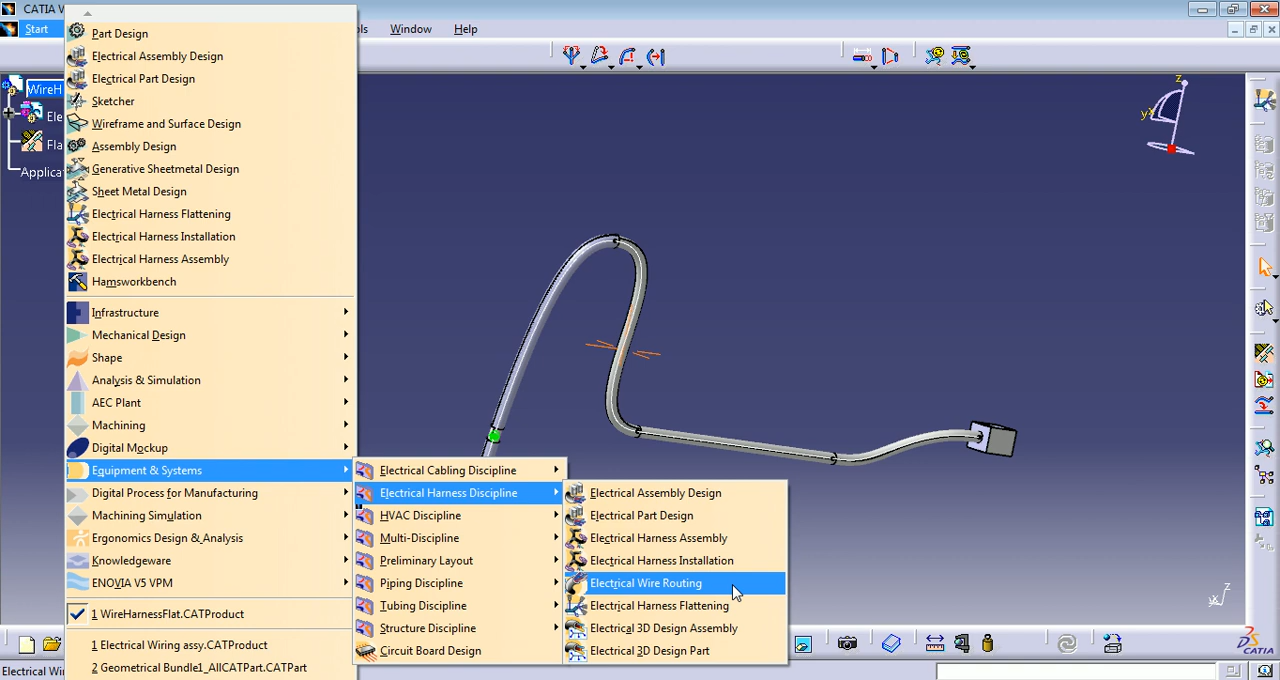 CATIA V
Start
ols
Window
Help
Part Design
Electrical Assembly Design
Electrical Part Design
Sketcher
Wireframe and Surface Design
Assembly Design
Generative Sheetmetal Design
Sheet Metal Design
Electrical Harness Flattening
Electrical Harness Installation
Electrical Harness Assembly
Hamsworkbench
Infrastructure
Mechanical Design
Shape
Analysis & Simulation
AEC Plant
Machining
Digital Mockup
Equipment & Systems
Digital Process for Manufacturing
Machining Simulation
Ergonomics Design & Analysis
Knowledgeware
ENOVIA V5 VPM
1 WireHarnessFlat.CATProduct
1 Electrical Wiring assy.CATProduct
2 Geometrical Bundle1_AllCATPart.CATPart
Electrical Cabling Discipline
Electrical Harness Discipline
HVAC Discipline
Multi-Discipline
Preliminary Layout
Piping Discipline
Tubing Discipline
Structure Discipline
Circuit Board Design
Electrical Assembly Design
Electrical Part Design
Electrical Harness Assembly
Electrical Harness Installation
Electrical Wire Routing
Electrical Harness Flattening
Electrical 3D Design Assembly
Electrical 3D Design Part
WireH
Ele
Fla
Applica
z
y
x
Electrical Wi
CATIA